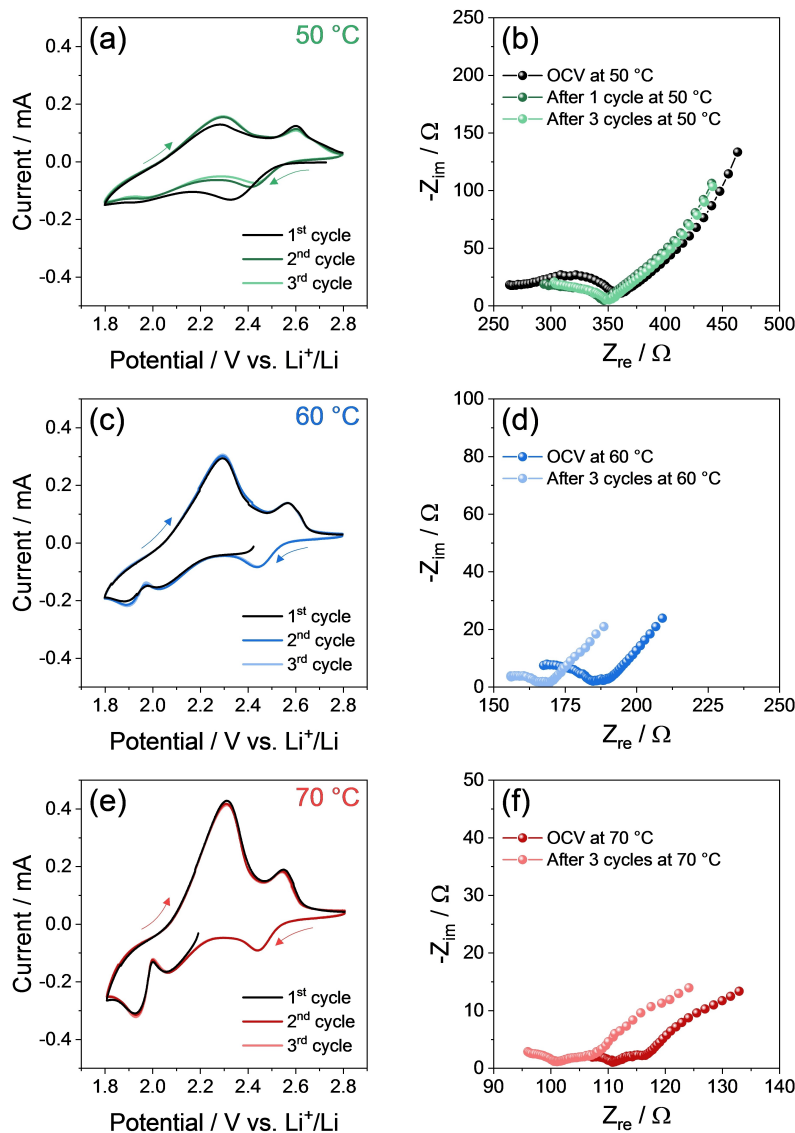 (a) 50 °C
0.4
0.2
0.0
-0.2
-0.4
Current / mA
1st cycle
2nd cycle
3rd cycle
1.8 2.0 2.2 2.4 2.6 2.8
Potential / V vs. Li+/Li
(b)
OCV at 50 °C
After 1 cycle at 50 °C
After 3 cycles at 50 °C
250
200
150
100
50
0
-Zim / Ω
250 300 350 400 450 500
Zre / Ω
(c) 60 °C
0.4
0.2
0.0
-0.2
-0.4
Current / mA
1st cycle
2nd cycle
3rd cycle
1.8 2.0 2.2 2.4 2.6 2.8
Potential / V vs. Li+/Li
(d)
OCV at 60 °C
After 3 cycles at 60 °C
100
80
60
40
20
0
-Zim / Ω
150 175 200 225 250
Zre / Ω
(e) 70 °C
0.4
0.2
0.0
-0.2
-0.4
Current / mA
1st cycle
2nd cycle
3rd cycle
1.8 2.0 2.2 2.4 2.6 2.8
Potential / V vs. Li+/Li
(f)
OCV at 70 °C
After 3 cycles at 70 °C
50
40
30
20
10
0
-Zim / Ω
90 100 110 120 130 140
Zre / Ω